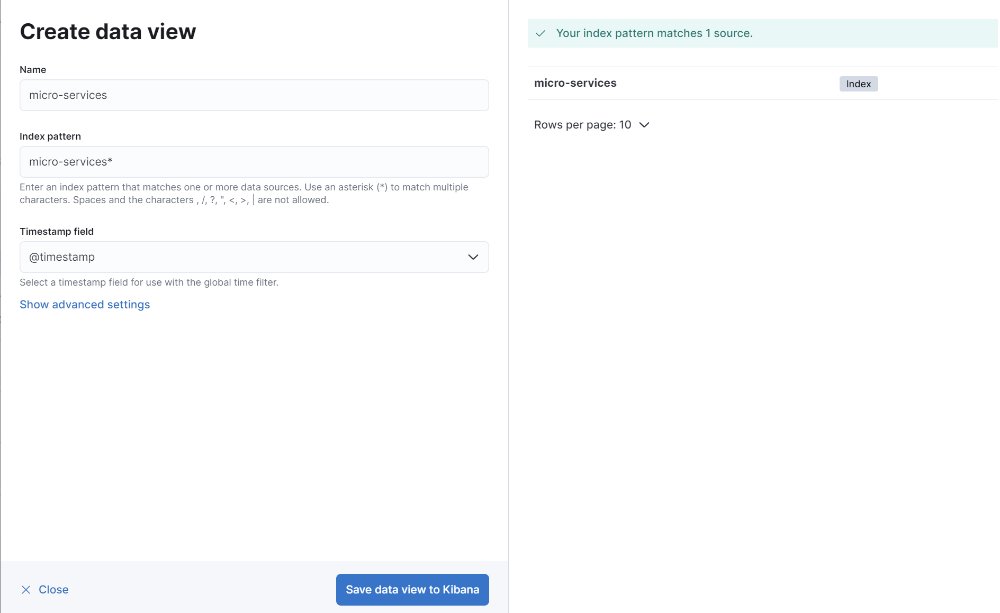 Create data view
Name
micro-services
Index pattern
micro-services*
Enter an index pattern that matches one or more data sources. Use an asterisk (*) to match multiple
characters. Spaces and the characters , /, ?, ", <, >, | are not allowed.
Timestamp field
@timestamp
Select a timestamp field for use with the global time filter.
Show advanced settings
Close
Save data view to Kibana
Your index pattern matches 1 source.
micro-services Index
Rows per page: 10